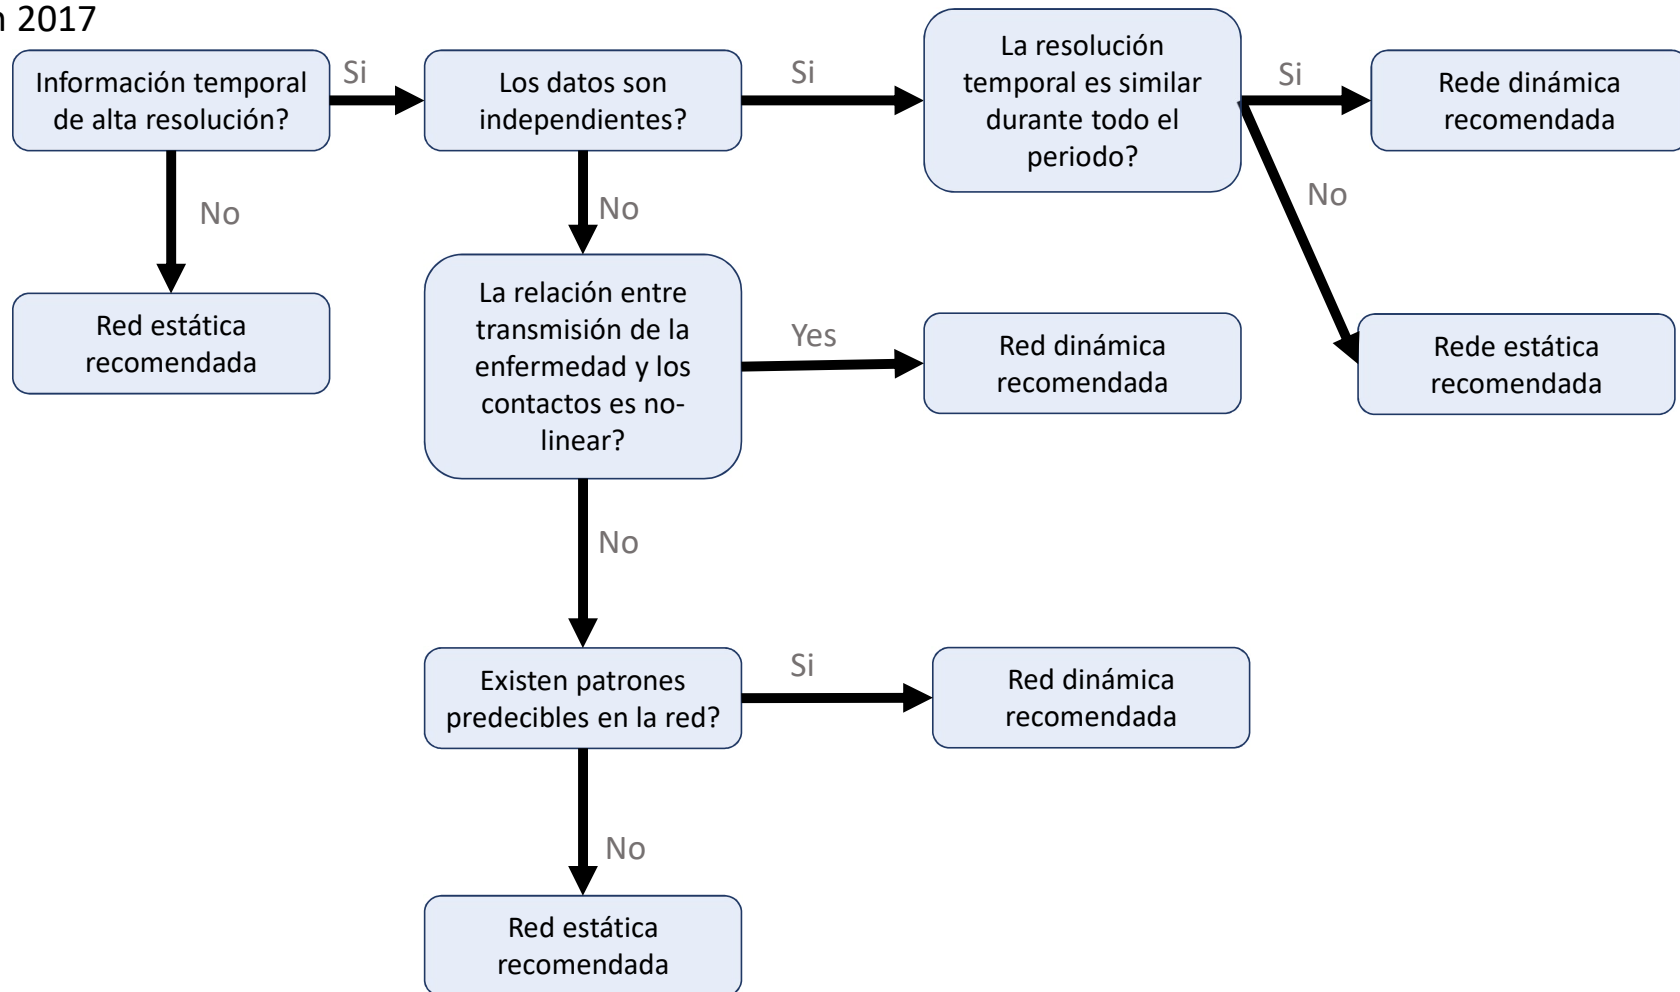 n 2017
Información temporal
de alta resolución?
Si
Los datos son
independientes?
Si
La resolución
temporal es similar
durante todo el
periodo?
Si
Rede dinámica
recomendada
No
No
No
Red estática
recomendada
La relación entre
transmisión de la
enfermedad y los
contactos es no-
linear?
Yes
Red dinámica
recomendada
Rede estática
recomendada
No
Existen patrones
predecibles en la red?
Si
Red dinámica
recomendada
No
Red estática
recomendada